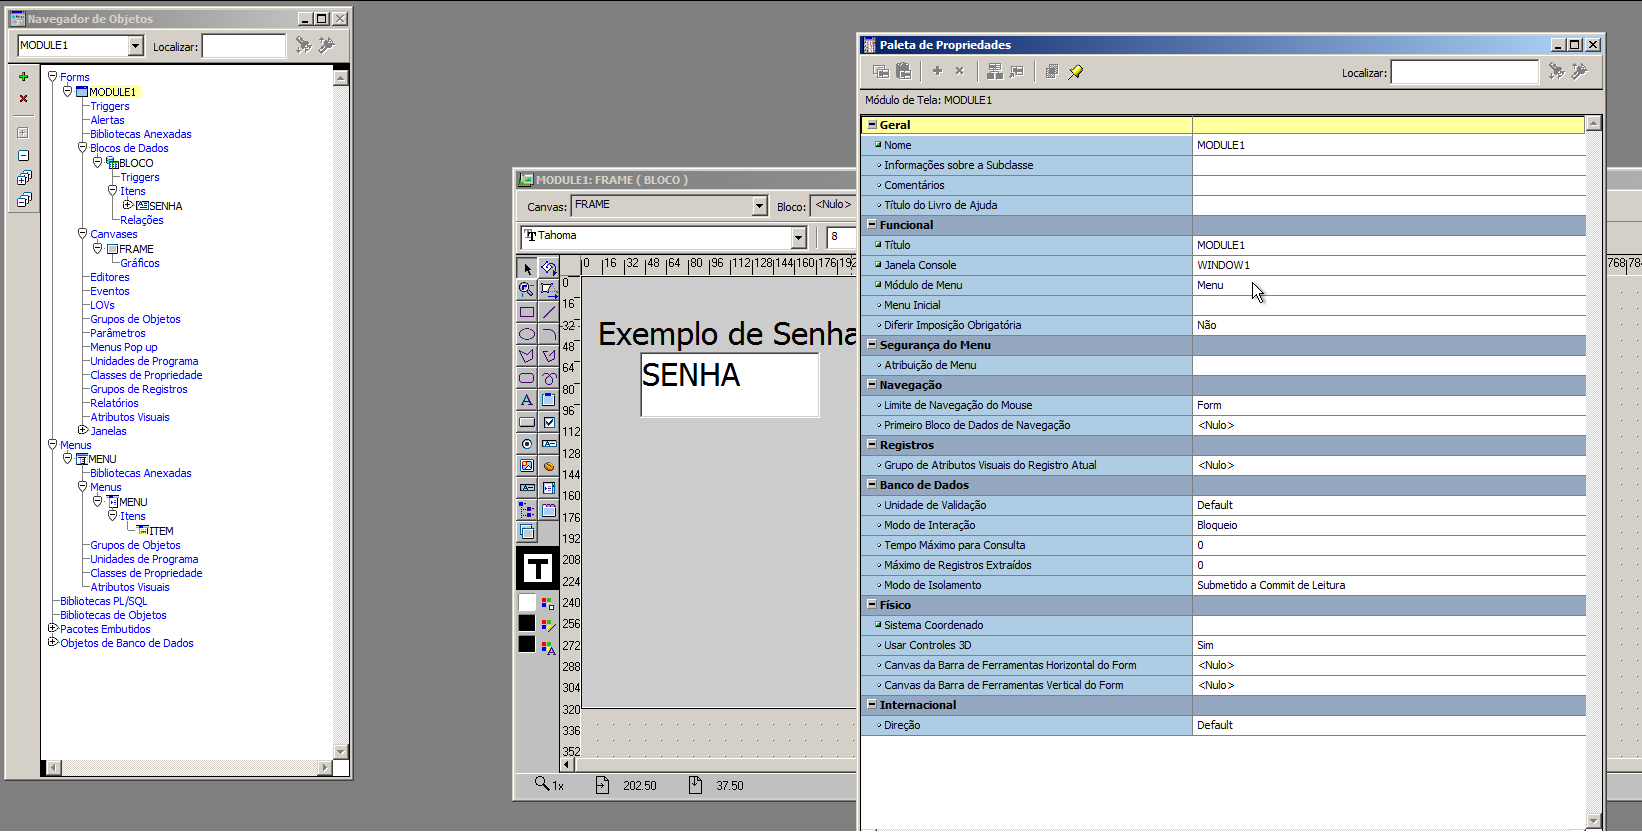 Navegador de Objetos
MODULE1
Localizar:
Forms
MODULE1
Triggers
Alertas
Bibliotecas Anexadas
Blocos de Dados
BLOCO
Triggers
Itens
SENHA
Relações
Canvases
FRAME
Gráficos
Editores
Eventos
LOVs
Grupos de Objetos
Parâmetros
Menus Pop up
Unidades de Programa
Classes de Propriedade
Grupos de Registros
Relatórios
Atributos Visuais
Janelas
Menus
MENU
Bibliotecas Anexadas
Menus
MENU
Itens
ITEM
Grupos de Objetos
Unidades de Programa
Classes de Propriedade
Atributos Visuais
Bibliotecas PL/SQL
Bibliotecas de Objetos
Pacotes Embutidos
Objetos de Banco de Dados
MODULE1: FRAME ( BLOCO )
Canvas: FRAME Bloco: <Nulo>
Tahoma 8
0 16 32 48 64 80 96 112 128 144 160 176 192
768 784
0
16
32
48
64
80
96
112
128
144
160
176
192
208
224
240
256
272
288
304
320
336
352
Exemplo de Senha
SENHA
T
1x 202.50 37.50
Paleta de Propriedades
Localizar:
Módulo de Tela: MODULE1
Geral
Nome MODULE1
Informações sobre a Subclasse
Comentários
Título do Livro de Ajuda
Funcional
Título MODULE1
Janela Console WINDOW1
Módulo de Menu Menu
Menu Inicial
Diferir Imposição Obrigatória Não
Segurança do Menu
Atribuição de Menu
Navegação
Limite de Navegação do Mouse Form
Primeiro Bloco de Dados de Navegação <Nulo>
Registros
Grupo de Atributos Visuais do Registro Atual <Nulo>
Banco de Dados
Unidade de Validação Default
Modo de Interação Bloqueio
Tempo Máximo para Consulta 0
Máximo de Registros Extraídos 0
Modo de Isolamento Submetido a Commit de Leitura
Físico
Sistema Coordenado
Usar Controles 3D Sim
Canvas da Barra de Ferramentas Horizontal do Form <Nulo>
Canvas da Barra de Ferramentas Vertical do Form <Nulo>
Internacional
Direção Default